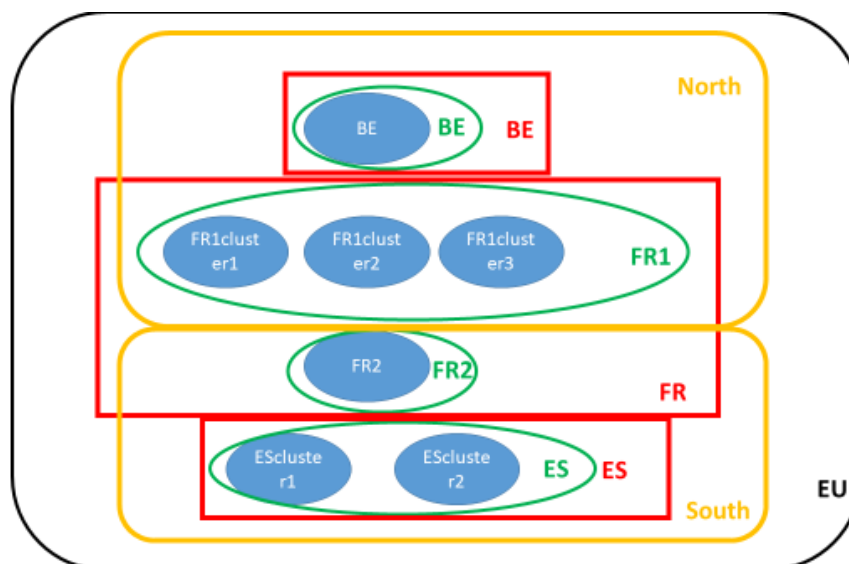 North
BE
BE
BE
FR1clust
er1
FR1clust
er2
FR1clust
er3
FR1
FR2
FR2
FR
EScluste
r1
EScluste
r2
ES
ES
EU
South